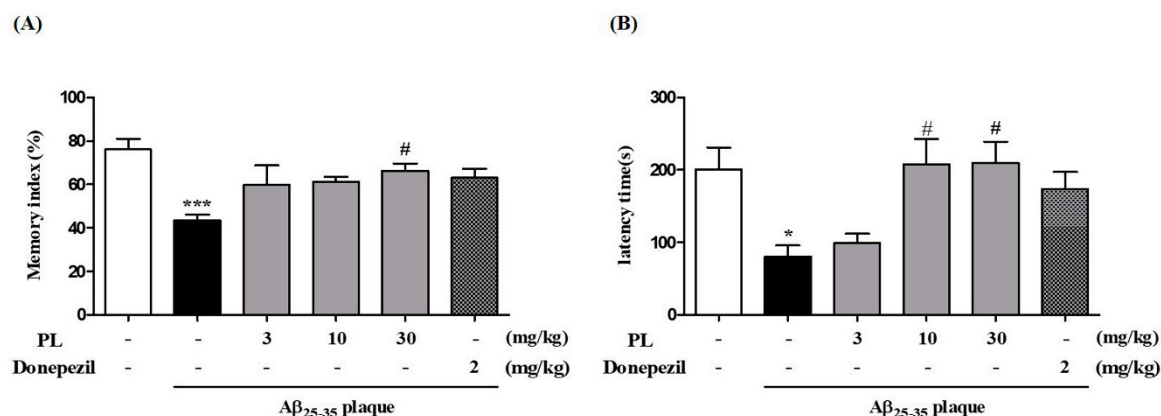 (A)
Memory index (%)
100
80
60
40
20
0
***
#
PL - - 3 10 30 - (mg/kg)
Donepezil - - - - - 2 (mg/kg)
Aβ25-35 plaque
(B)
latency time(s)
300
200
100
0
*
#
#
PL - - 3 10 30 - (mg/kg)
Donepezil - - - - - 2 (mg/kg)
Aβ25-35 plaque